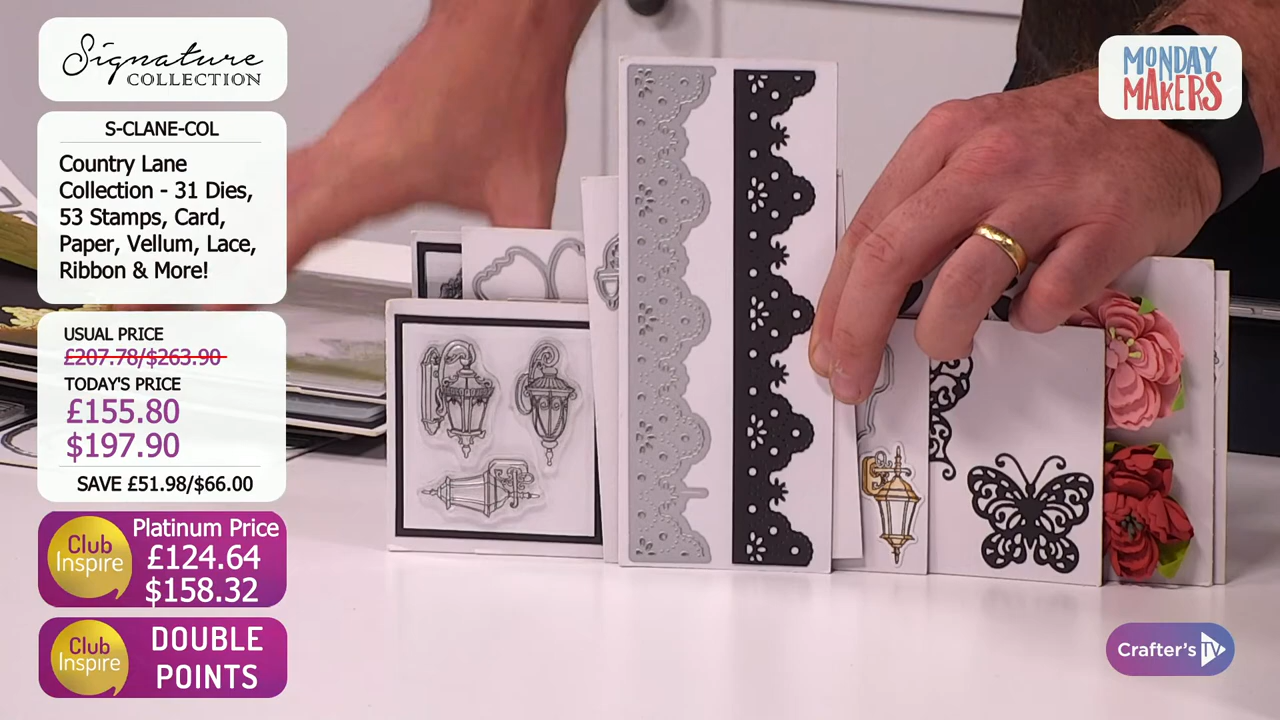 Signature
COLLECTION
S-CLANE-COL
Country Lane
Collection - 31 Dies,
53 Stamps, Card,
Paper, Vellum, Lace,
Ribbon & More!
USUAL PRICE
£207.78/$263.90
TODAY'S PRICE
£155.80
$197.90
SAVE £51.98/$66.00
Club
Inspire
Platinum Price
£124.64
$158.32
Club
Inspire
DOUBLE
POINTS
MONDAY
MAKERS
Crafter's TV